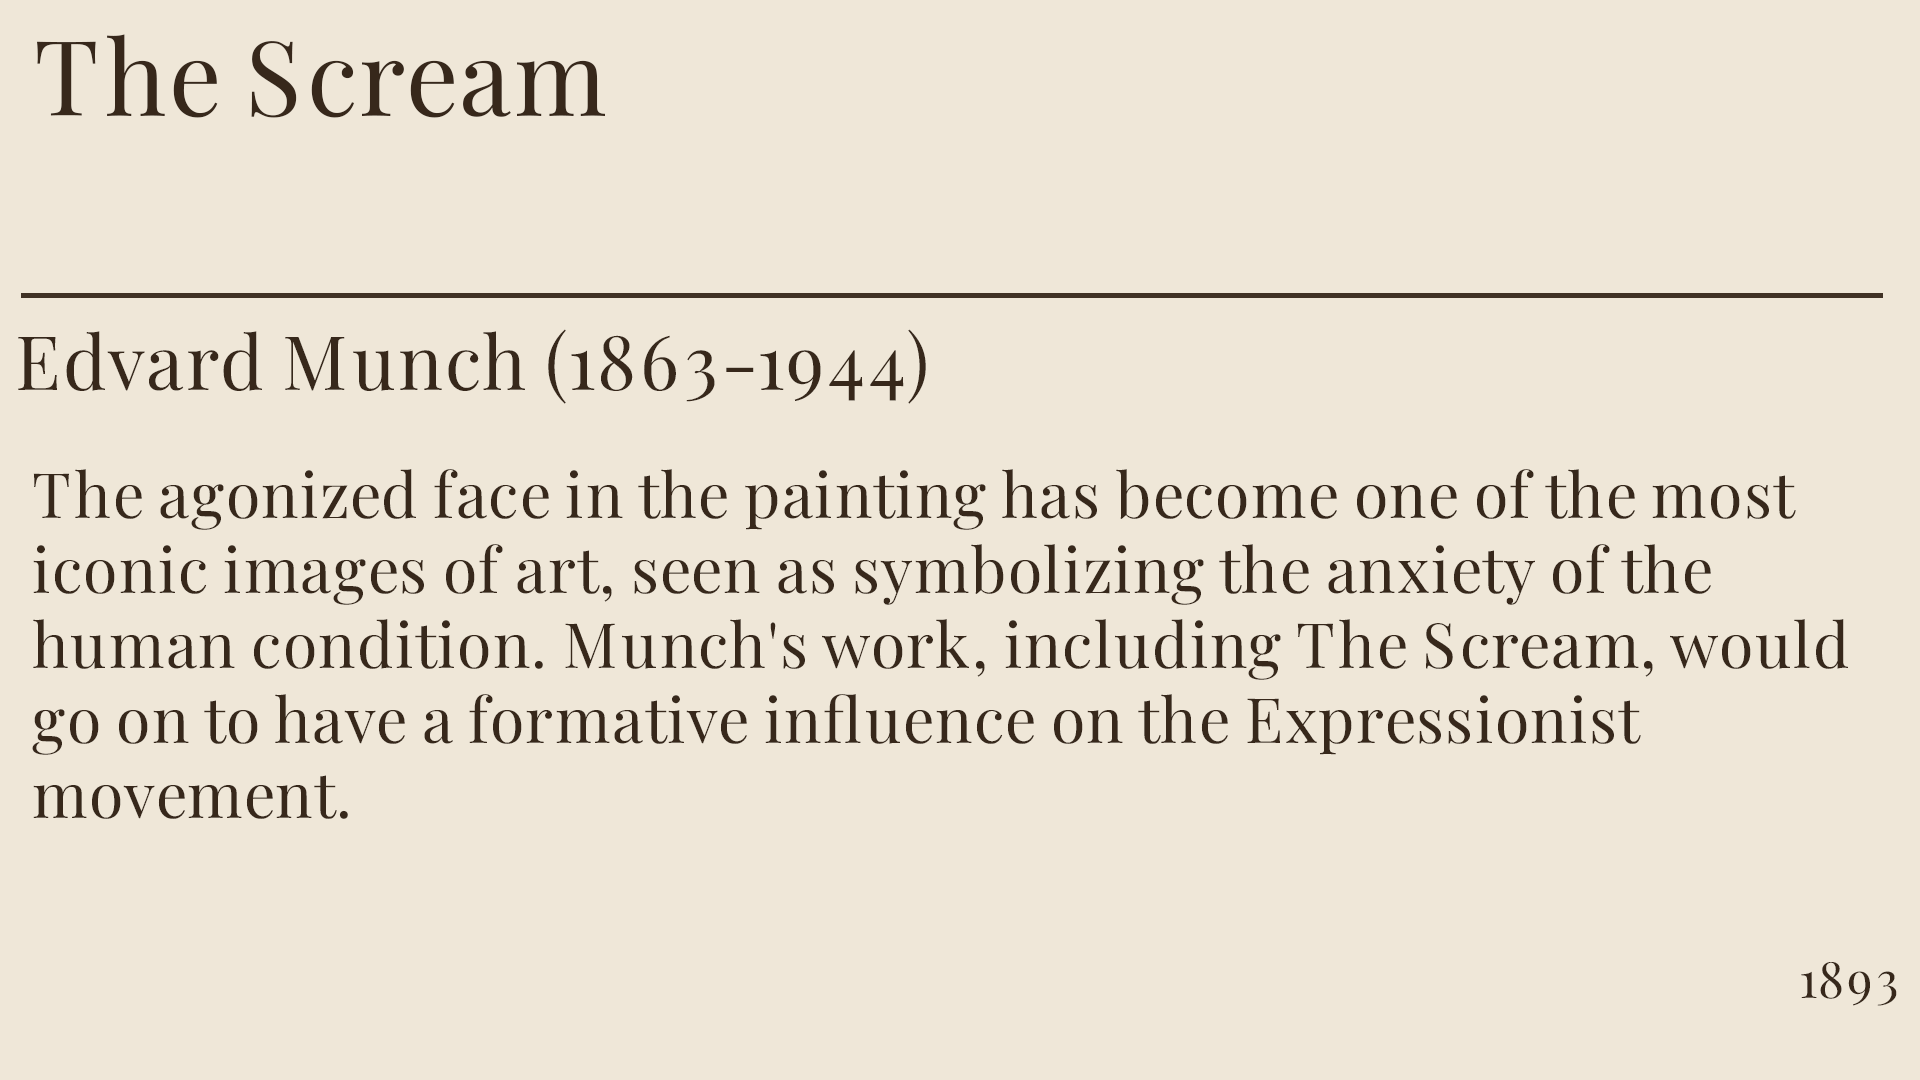 The Scream
Edvard Munch (1863-1944)
The agonized face in the painting has become one of the most
iconic images of art, seen as symbolizing the anxiety of the
human condition. Munch's work, including The Scream, would
go on to have a formative influence on the Expressionist
movement.
1893